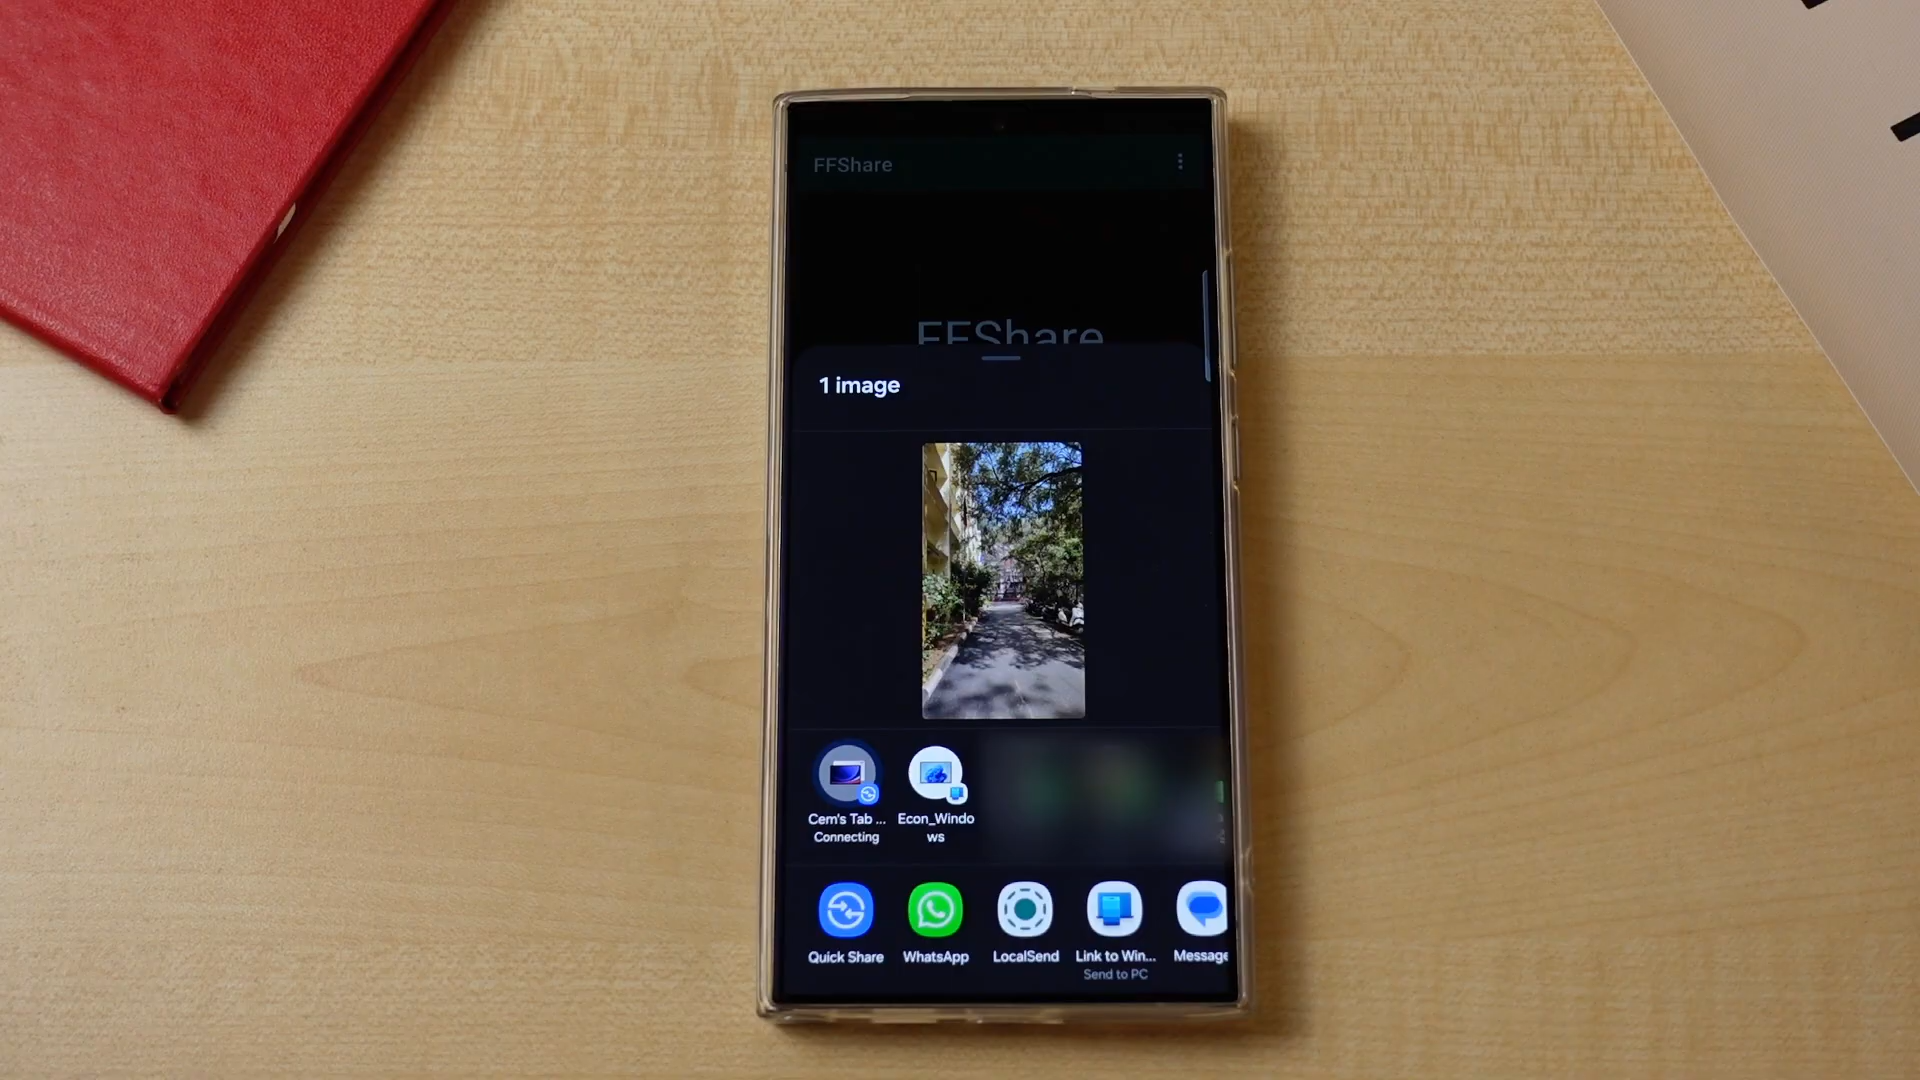 FFShare
FFShare
1 image
Cem's Tab ...
Connecting
Econ_Windo
ws
Quick Share
WhatsApp
LocalSend
Link to Win...
Send to PC
Message